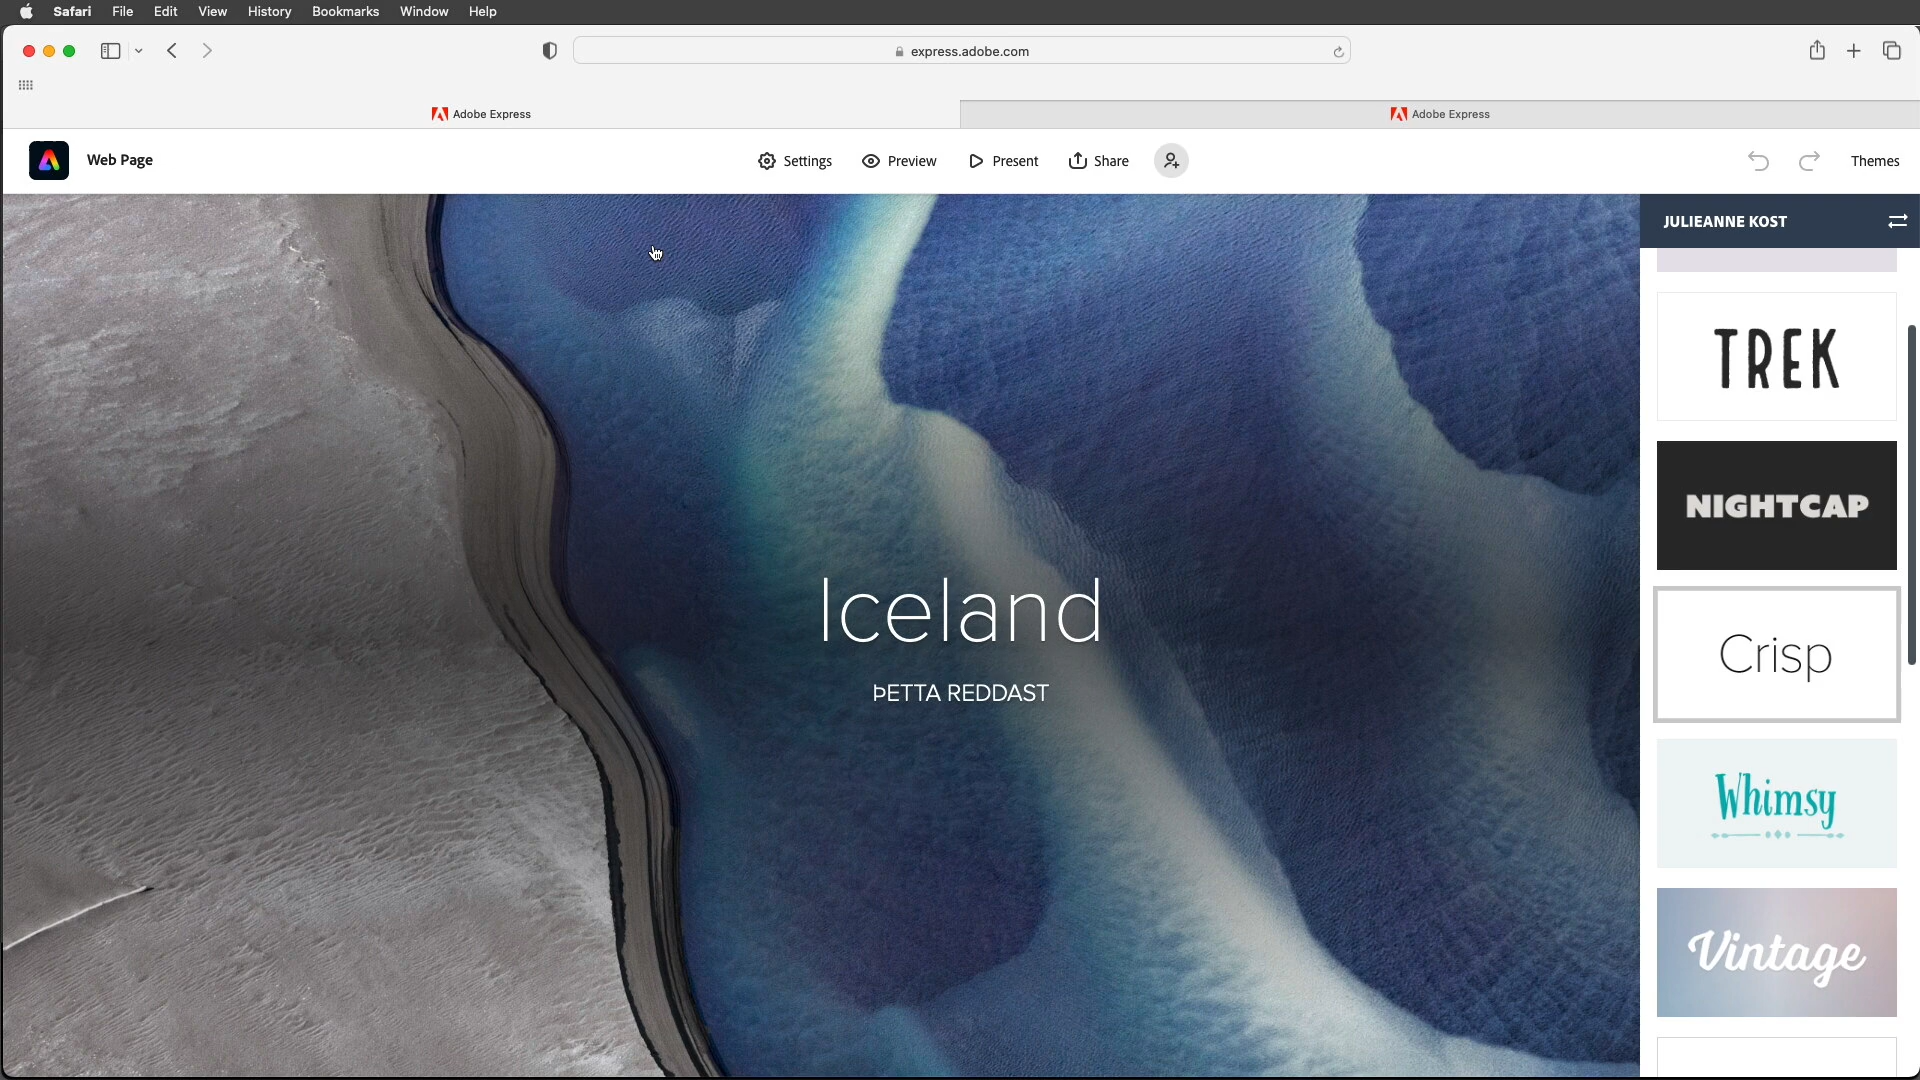 Safari File Edit View History Bookmarks Window Help
express.adobe.com
Adobe Express
Adobe Express
Web Page
Settings
Preview
Present
Share
Themes
JULIEANNE KOST
TREK
NIGHTCAP
Iceland
ÞETTA REDDAST
Crisp
Whimsy
Vintage